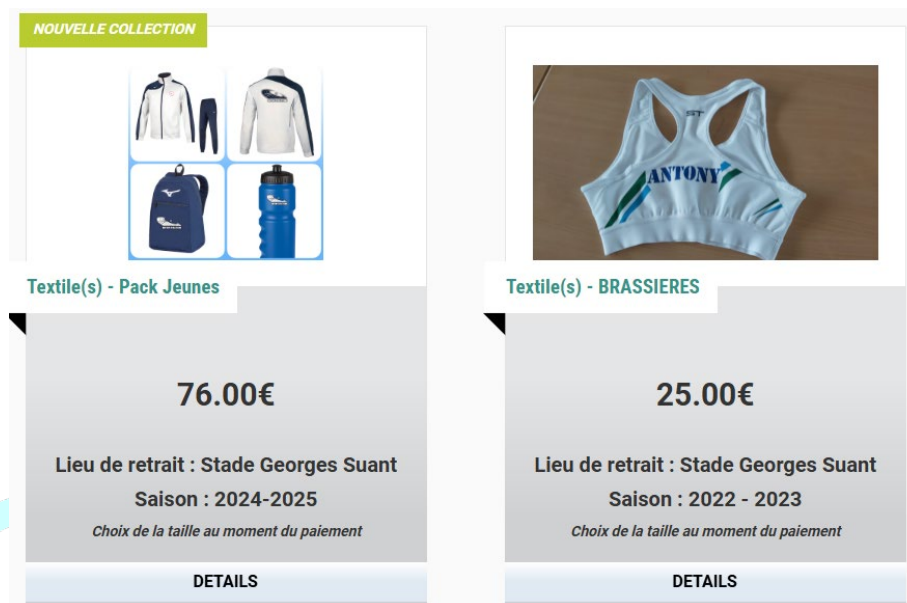 NOUVELLE COLLECTION
ST
ANTONY
Textile(s) - Pack Jeunes
Textile(s) - BRASSIERES
76.00€
25.00€
Lieu de retrait : Stade Georges Suant
Saison : 2024-2025
Choix de la taille au moment du paiement
Lieu de retrait : Stade Georges Suant
Saison : 2022 - 2023
Choix de la taille au moment du paiement
DETAILS
DETAILS